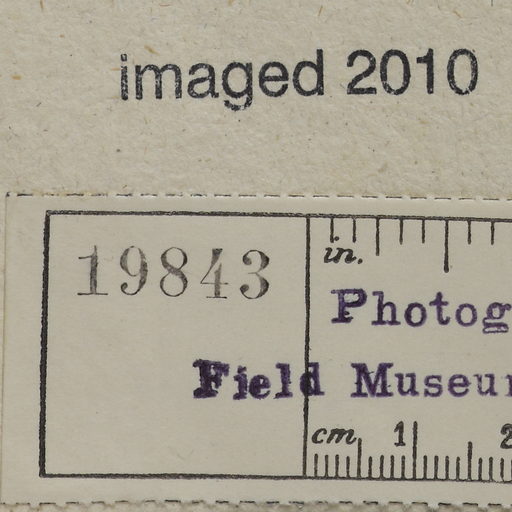 imaged 2010
19843
in.
Photog
Field Museu
cm 1 2